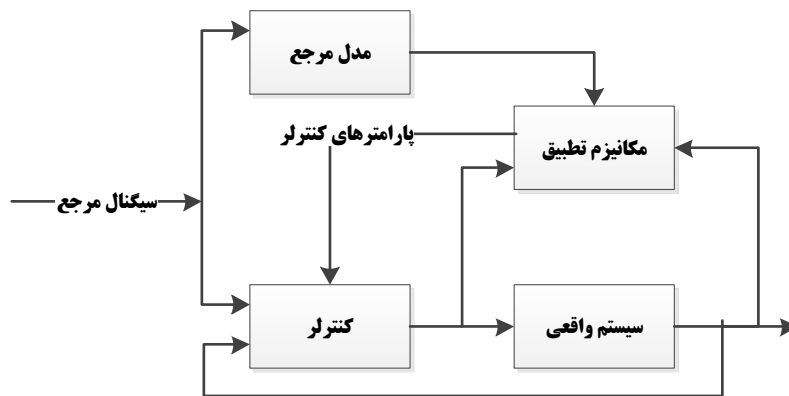 مدل مرجع
مکانیزم تطبیق
پارامترهای کنترلر
سیگنال مرجع
کنترلر
سیستم واقعی